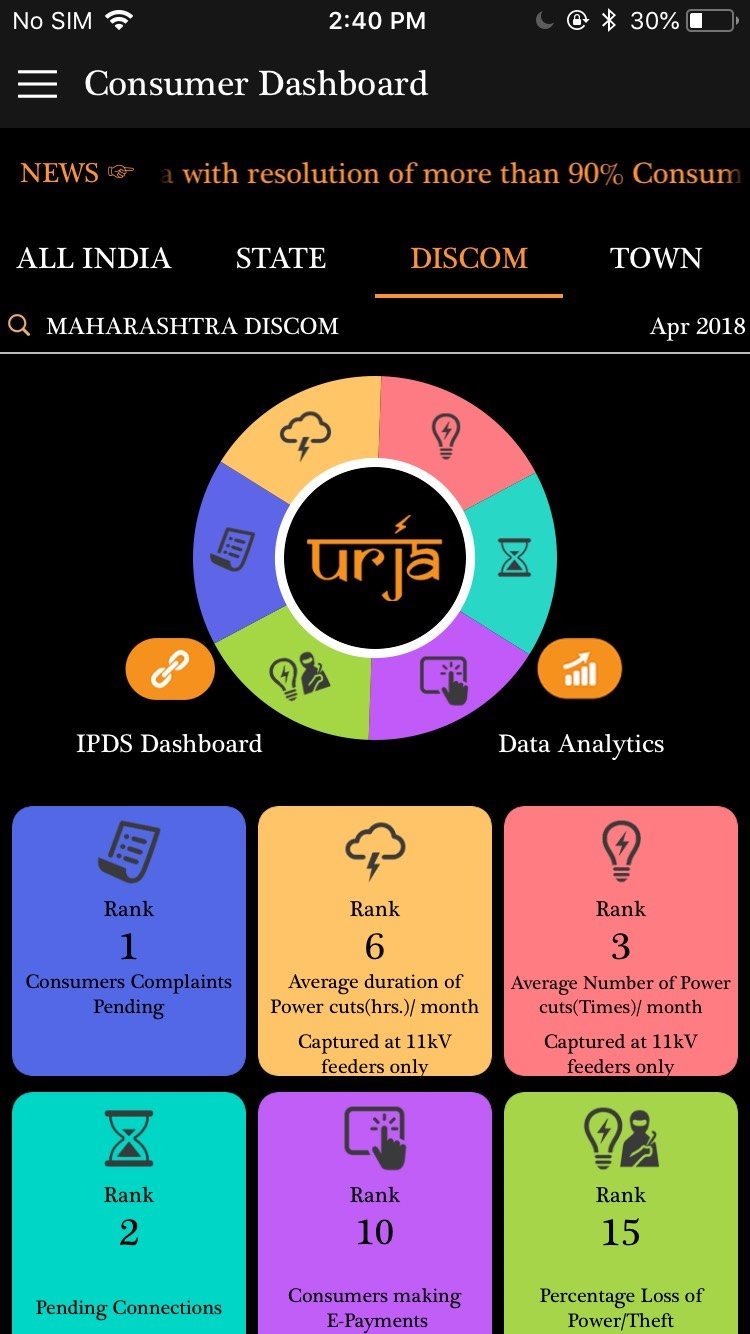 No SIM 2:40 PM 30%
Consumer Dashboard
NEWS ☞ a with resolution of more than 90% Consum
ALL INDIA STATE DISCOM TOWN
MAHARASHTRA DISCOM Apr 2018
urja
IPDS Dashboard Data Analytics
Rank
1
Consumers Complaints
Pending
Rank
6
Average duration of
Power cuts(hrs.)/ month
Captured at 11kV
feeders only
Rank
3
Average Number of Power
cuts(Times)/ month
Captured at 11kV
feeders only
Rank
2
Pending Connections
Rank
10
Consumers making
E-Payments
Rank
15
Percentage Loss of
Power/Theft